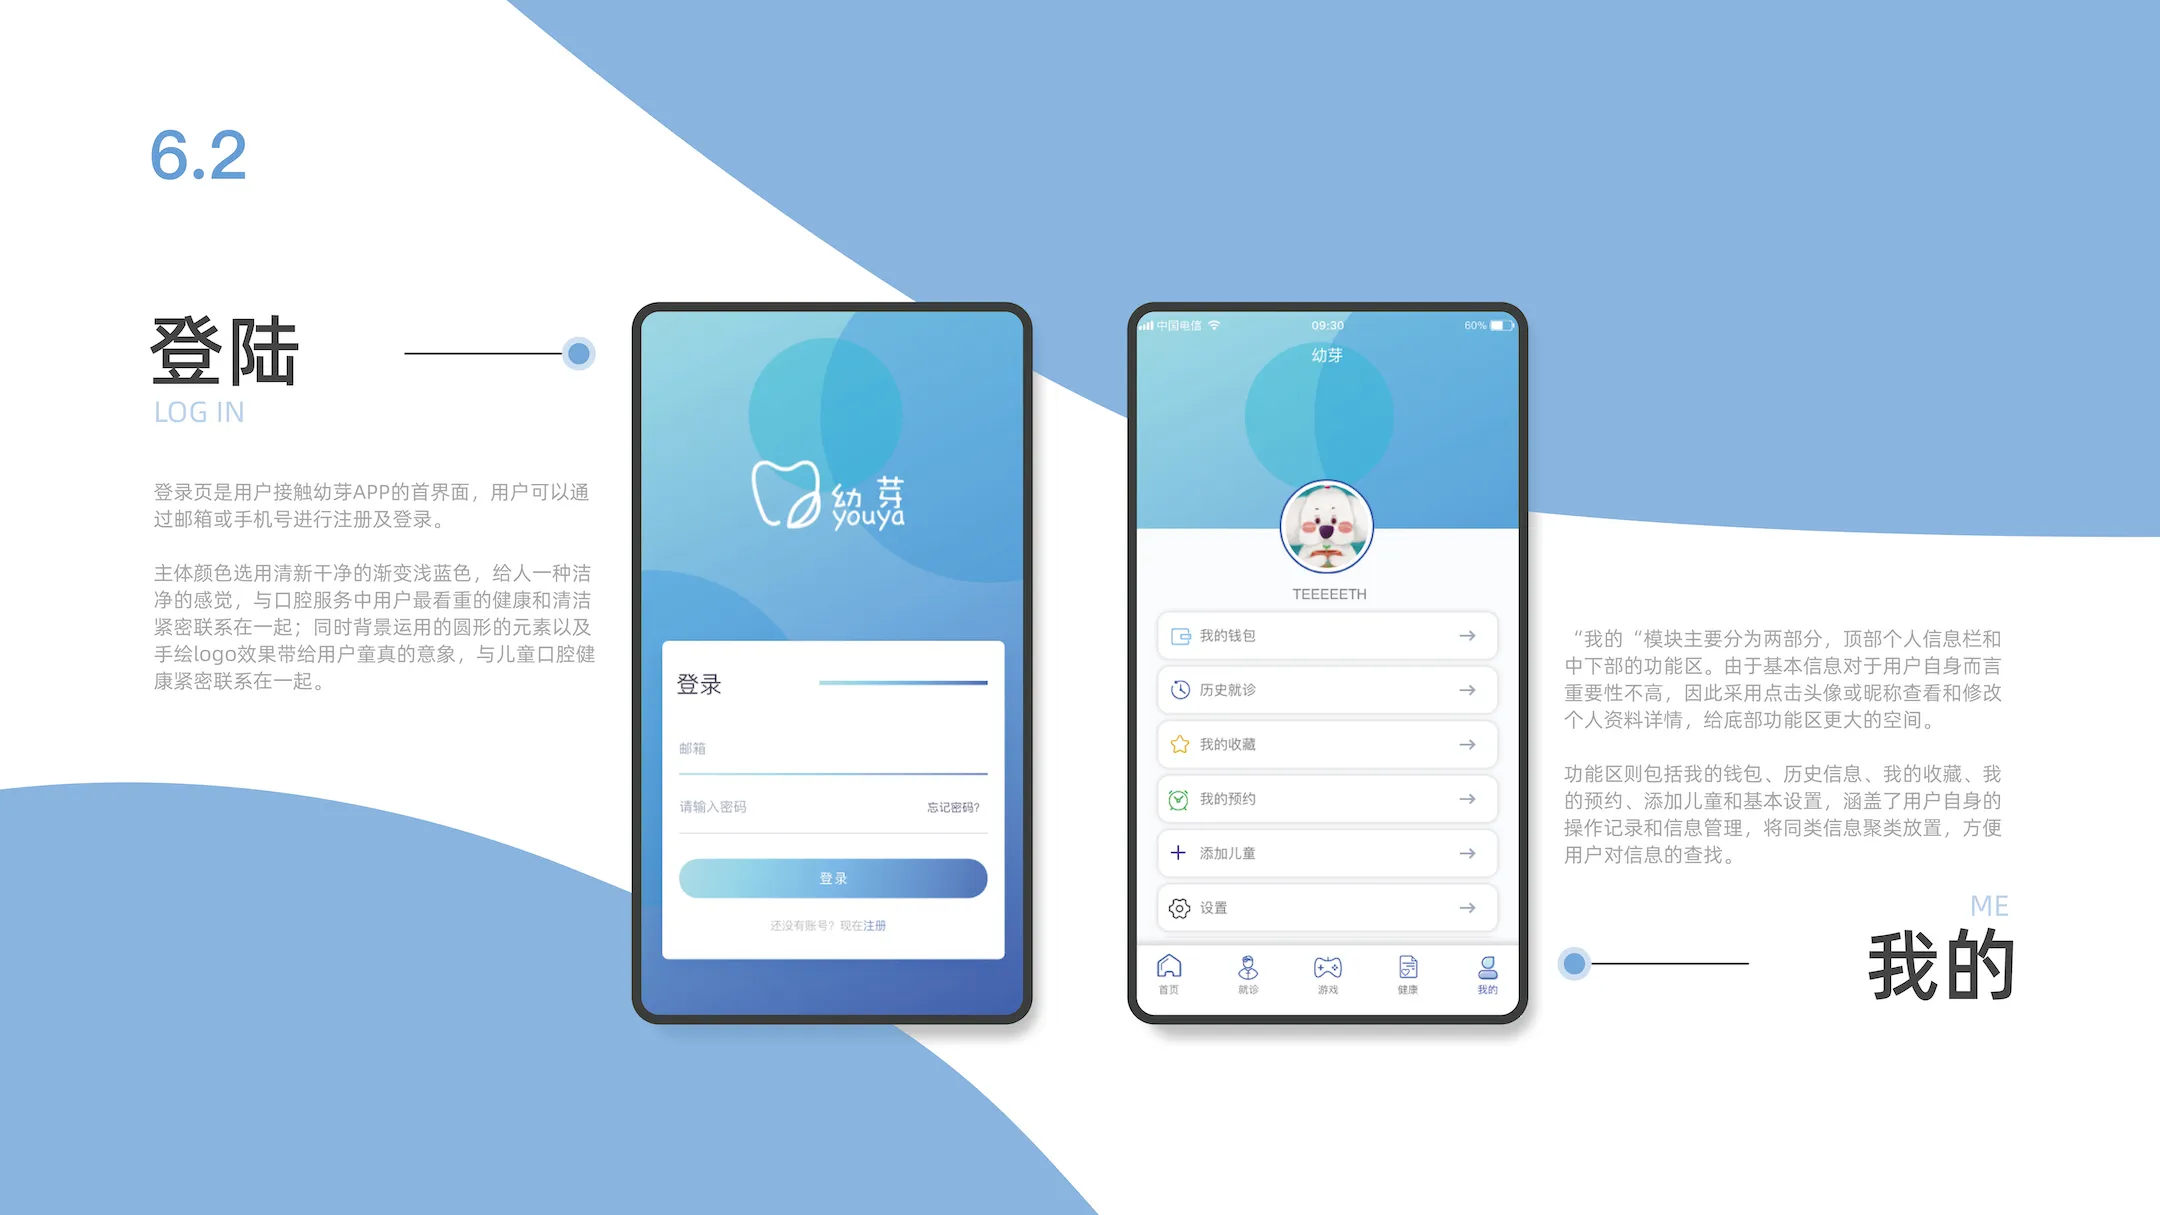 6.2
登陆
LOG IN
登录页是用户接触幼芽APP的首界面，用户可以通
过邮箱或手机号进行注册及登录。
主体颜色选用清新干净的渐变浅蓝色，给人一种洁
净的感觉，与口腔服务中用户最看重的健康和清洁
紧密联系在一起；同时背景运用的圆形的元素以及
手绘logo效果带给用户童真的意象，与儿童口腔健
康紧密联系在一起。
幼芽
youya
登录
邮箱
请输入密码 忘记密码?
登录
还没有账号？现在注册
中国电信 09:30 60%
幼芽
TEEEEETH
我的钱包
历史就诊
我的收藏
我的预约
添加儿童
设置
首页 就诊 游戏 健康 我的
“我的“模块主要分为两部分，顶部个人信息栏和
中下部的功能区。由于基本信息对于用户自身而言
重要性不高，因此采用点击头像或昵称查看和修改
个人资料详情，给底部功能区更大的空间。
功能区则包括我的钱包、历史信息、我的收藏、我
的预约、添加儿童和基本设置，涵盖了用户自身的
操作记录和信息管理，将同类信息聚类放置，方便
用户对信息的查找。
ME
我的